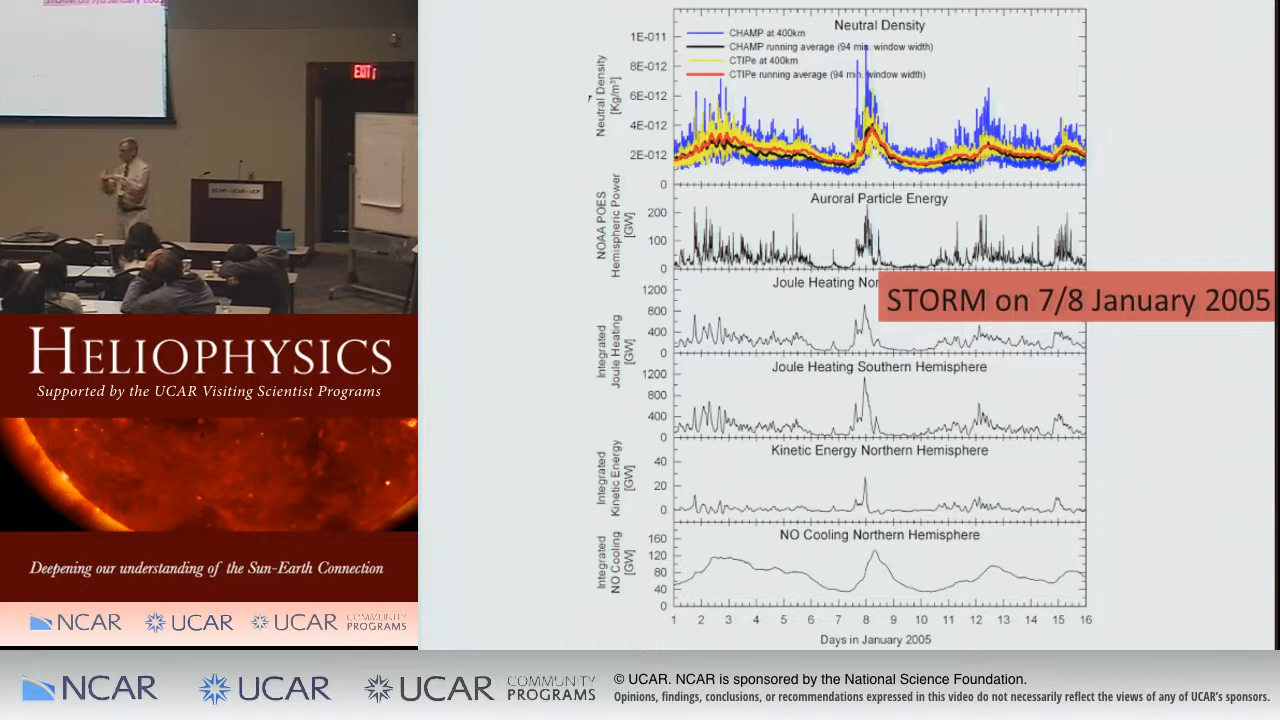 STORM on 7/8 January 2005
EXIT
UCAR
HELIOPHYSICS
Supported by the UCAR Visiting Scientist Programs
Deepening our understanding of the Sun-Earth Connection
NCAR
UCAR
UCAR
COMMUNITY
PROGRAMS
Neutral Density
CHAMP at 400km
CHAMP running average (94 min. window width)
CTIPe at 400km
CTIPe running average (94 min. window width)
Neutral Density
[Kg/m³]
1E-011
8E-012
6E-012
4E-012
2E-012
0
Auroral Particle Energy
NOAA POES
Hemispheric Power
[GW]
200
100
0
Joule Heating Nor
Integrated
Joule Heating
[GW]
1200
800
400
0
STORM on 7/8 January 2005
Joule Heating Southern Hemisphere
1200
800
400
0
Kinetic Energy Northern Hemisphere
Integrated
Kinetic Energy
[GW]
40
20
0
NO Cooling Northern Hemisphere
Integrated
NO Cooling
[GW]
160
120
80
40
0
1 2 3 4 5 6 7 8 9 10 11 12 13 14 15 16
Days in January 2005
NCAR
UCAR
UCAR
COMMUNITY
PROGRAMS
© UCAR. NCAR is sponsored by the National Science Foundation.
Opinions, findings, conclusions, or recommendations expressed in this video do not necessarily reflect the views of any of UCAR's sponsors.